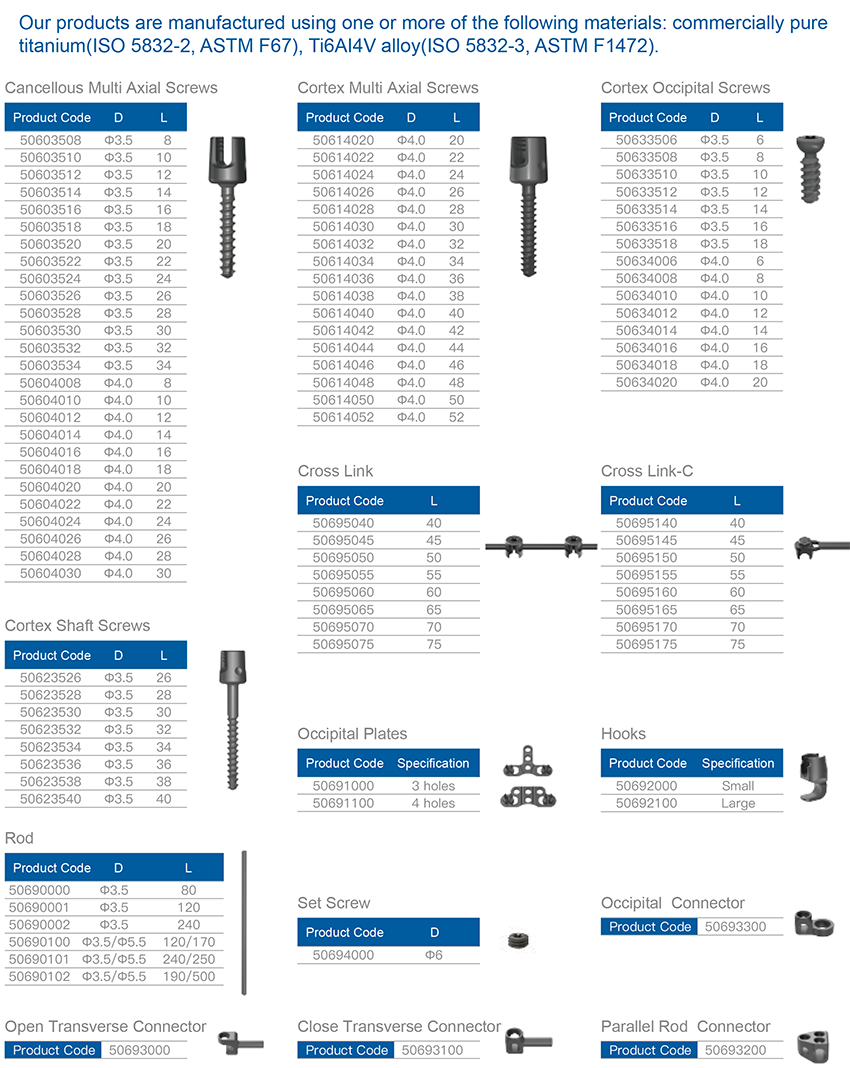 Our products are manufactured using one or more of the following materials: commercially pure
titanium(ISO 5832-2, ASTM F67), Ti6Al4V alloy(ISO 5832-3, ASTM F1472).
Cancellous Multi Axial Screws
Product Code D L
50603508 Φ3.5 8
50603510 Φ3.5 10
50603512 Φ3.5 12
50603514 Φ3.5 14
50603516 Φ3.5 16
50603518 Φ3.5 18
50603520 Φ3.5 20
50603522 Φ3.5 22
50603524 Φ3.5 24
50603526 Φ3.5 26
50603528 Φ3.5 28
50603530 Φ3.5 30
50603532 Φ3.5 32
50603534 Φ3.5 34
50604008 Φ4.0 8
50604010 Φ4.0 10
50604012 Φ4.0 12
50604014 Φ4.0 14
50604016 Φ4.0 16
50604018 Φ4.0 18
50604020 Φ4.0 20
50604022 Φ4.0 22
50604024 Φ4.0 24
50604026 Φ4.0 26
50604028 Φ4.0 28
50604030 Φ4.0 30
Cortex Multi Axial Screws
Product Code D L
50614020 Φ4.0 20
50614022 Φ4.0 22
50614024 Φ4.0 24
50614026 Φ4.0 26
50614028 Φ4.0 28
50614030 Φ4.0 30
50614032 Φ4.0 32
50614034 Φ4.0 34
50614036 Φ4.0 36
50614038 Φ4.0 38
50614040 Φ4.0 40
50614042 Φ4.0 42
50614044 Φ4.0 44
50614046 Φ4.0 46
50614048 Φ4.0 48
50614050 Φ4.0 50
50614052 Φ4.0 52
Cortex Occipital Screws
Product Code D L
50633506 Φ3.5 6
50633508 Φ3.5 8
50633510 Φ3.5 10
50633512 Φ3.5 12
50633514 Φ3.5 14
50633516 Φ3.5 16
50633518 Φ3.5 18
50634006 Φ4.0 6
50634008 Φ4.0 8
50634010 Φ4.0 10
50634012 Φ4.0 12
50634014 Φ4.0 14
50634016 Φ4.0 16
50634018 Φ4.0 18
50634020 Φ4.0 20
Cross Link
Product Code L
50695040 40
50695045 45
50695050 50
50695055 55
50695060 60
50695065 65
50695070 70
50695075 75
Cross Link-C
Product Code L
50695140 40
50695145 45
50695150 50
50695155 55
50695160 60
50695165 65
50695170 70
50695175 75
Cortex Shaft Screws
Product Code D L
50623526 Φ3.5 26
50623528 Φ3.5 28
50623530 Φ3.5 30
50623532 Φ3.5 32
50623534 Φ3.5 34
50623536 Φ3.5 36
50623538 Φ3.5 38
50623540 Φ3.5 40
Occipital Plates
Product Code Specification
50691000 3 holes
50691100 4 holes
Hooks
Product Code Specification
50692000 Small
50692100 Large
Rod
Product Code D L
50690000 Φ3.5 80
50690001 Φ3.5 120
50690002 Φ3.5 240
50690100 Φ3.5/Φ5.5 120/170
50690101 Φ3.5/Φ5.5 240/250
50690102 Φ3.5/Φ5.5 190/500
Set Screw
Product Code D
50694000 Φ6
Occipital Connector
Product Code 50693300
Open Transverse Connector
Product Code 50693000
Close Transverse Connector
Product Code 50693100
Parallel Rod Connector
Product Code 50693200